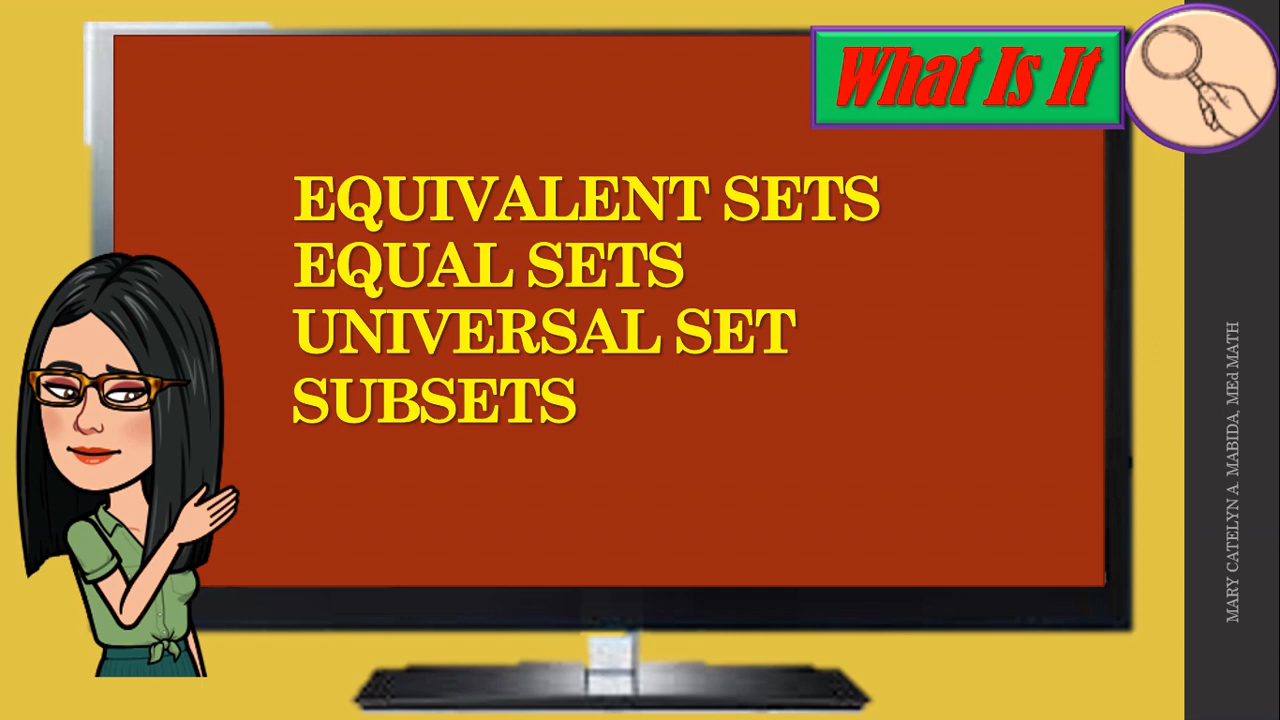 What Is It
EQUIVALENT SETS
EQUAL SETS
UNIVERSAL SET
SUBSETS
MARY CATELYN A. MABIDA, MEd MATH